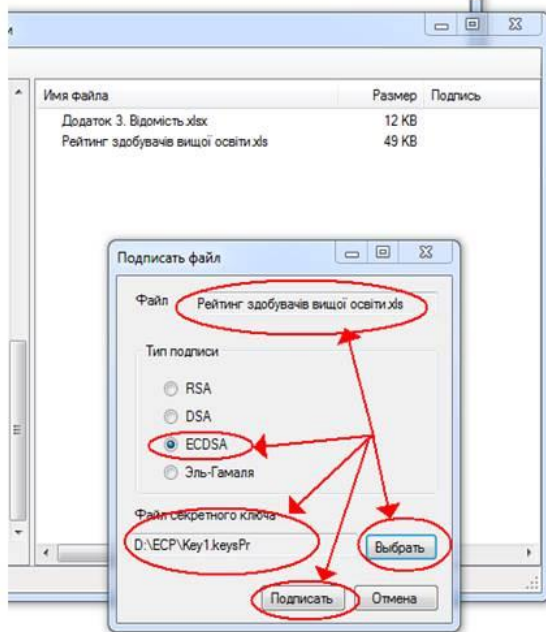 и
Имя файла Размер Подпись
Додаток 3. Відомість.xlsx 12 KB
Рейтинг здобувачів вищої освіти.xls 49 KB
Подписать файл
Файл Рейтинг здобувачів вищої освіти.xls
Тип подписи
RSA
DSA
ECDSA
Эль-Гамаля
Файл секретного ключа
D:\ECP\Key1.keysPr Выбрать
Подписать Отмена